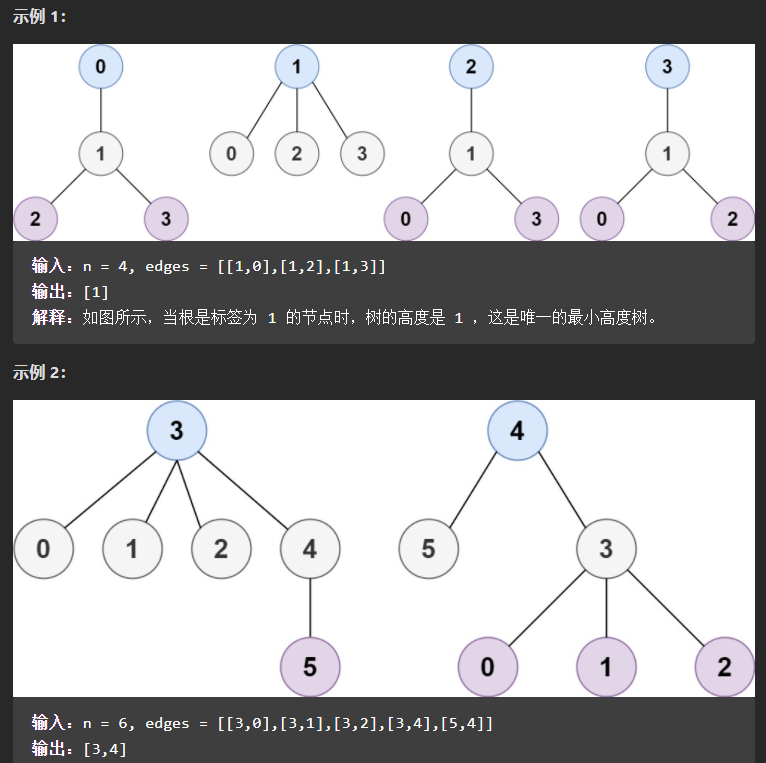 示例 1：
0 1 2 3
1 0 2 3 1 1
2 3 0 3 0 2
输入：n = 4, edges = [[1,0],[1,2],[1,3]]
输出：[1]
解释：如图所示，当根是标签为 1 的节点时，树的高度是 1 ，这是唯一的最小高度树。
示例 2：
3 4
0 1 2 4 5 3
5 0 1 2
输入：n = 6, edges = [[3,0],[3,1],[3,2],[3,4],[5,4]]
输出：[3,4]